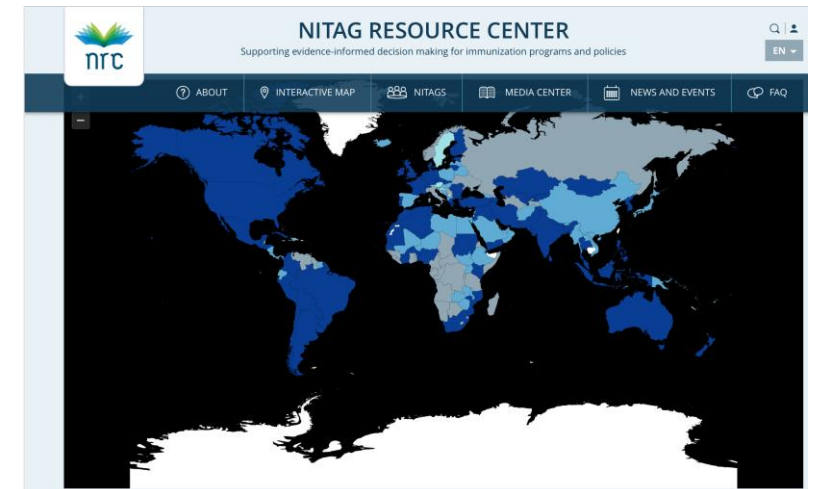 nrc
NITAG RESOURCE CENTER
Supporting evidence-informed decision making for immunization programs and policies
EN
ABOUT
INTERACTIVE MAP
NITAGS
MEDIA CENTER
NEWS AND EVENTS
FAQ